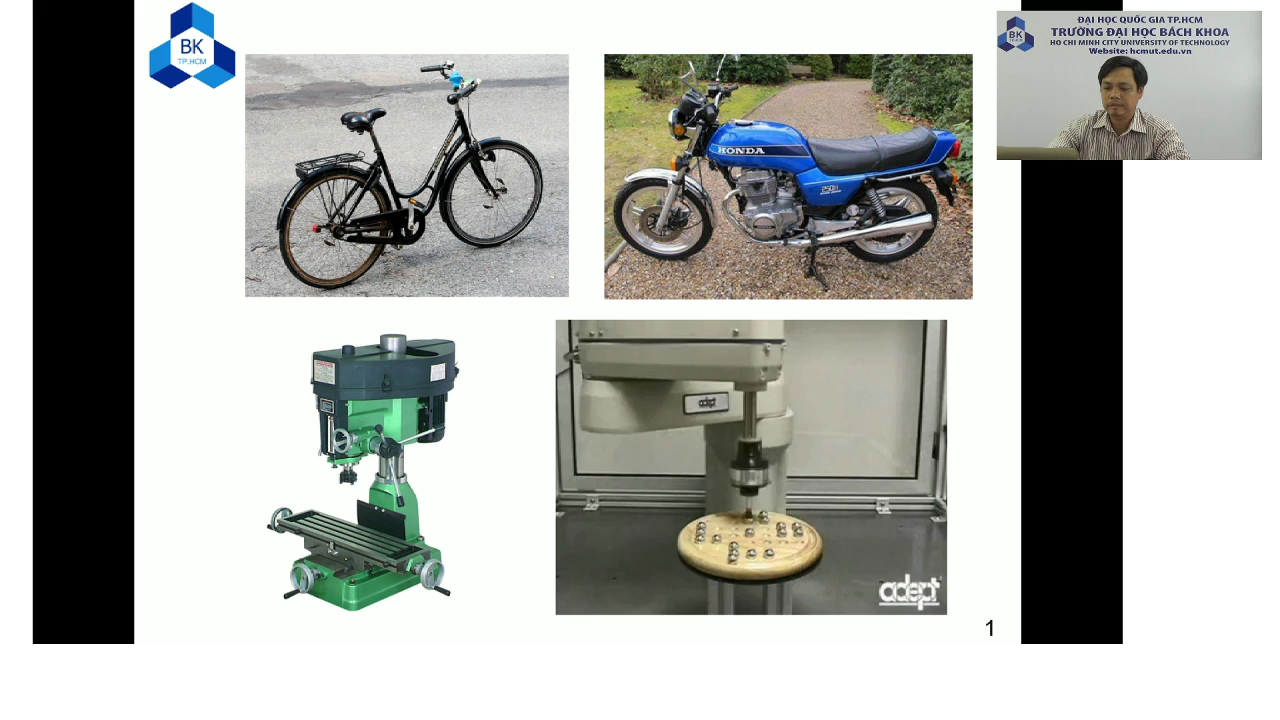 BK
TP.HCM
ĐẠI HỌC QUỐC GIA TP.HCM
TRƯỜNG ĐẠI HỌC BÁCH KHOA
HO CHI MINH CITY UNIVERSITY OF TECHNOLOGY
Website: hcmut.edu.vn
HONDA
adept
adept
1